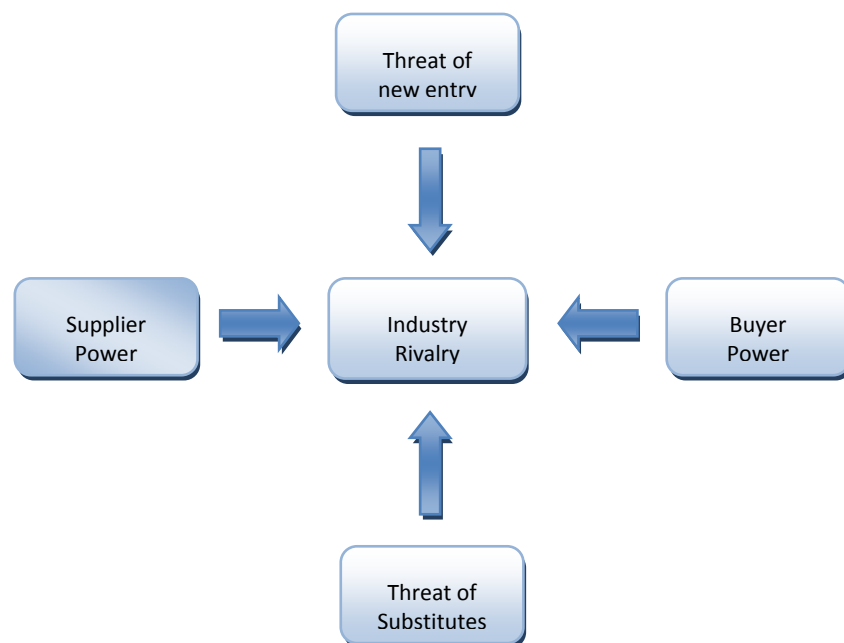 Threat of
new entry
Supplier
Power
Industry
Rivalry
Buyer
Power
Threat of
Substitutes